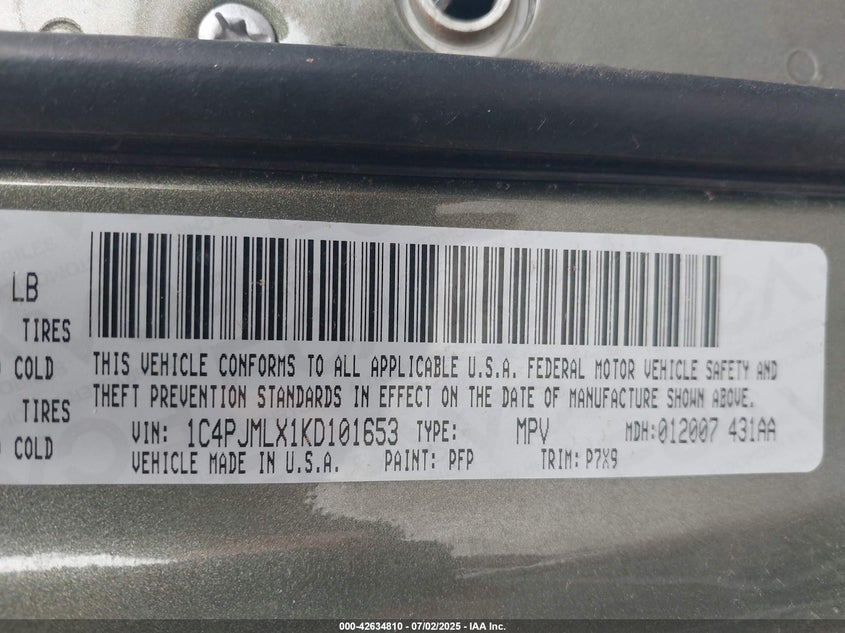 LB
TIRES
COLD
TIRES
COLD
THIS VEHICLE CONFORMS TO ALL APPLICABLE U.S.A. FEDERAL MOTOR VEHICLE SAFETY AND
THEFT PREVENTION STANDARDS IN EFFECT ON THE DATE OF MANUFACTURE SHOWN ABOVE.
VIN: 1C4PJMLX1KD101653 TYPE: MPV MDH:012007 431AA
VEHICLE MADE IN U.S.A. PAINT: PFP TRIM: P7X9
000-42634810 - 07/02/2025 - IAA Inc.